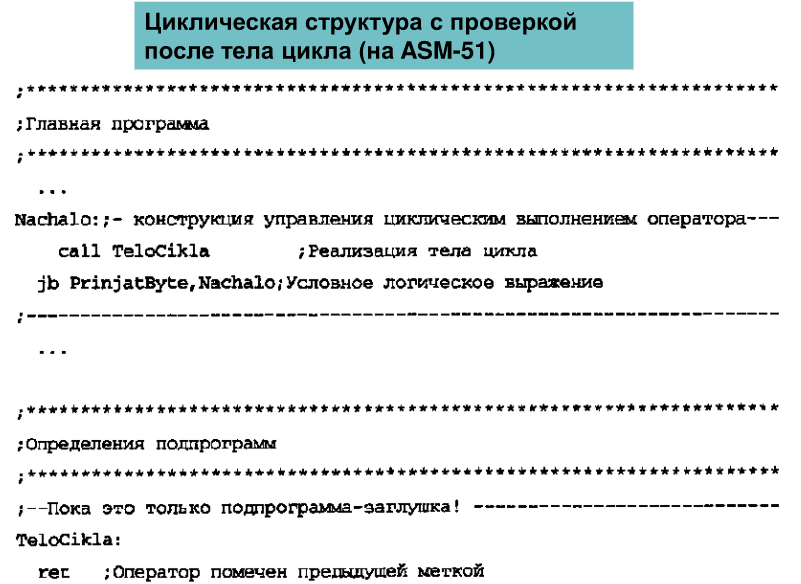 Циклическая структура с проверкой
после тела цикла (на ASM-51)
;**********************************************************************
;Главная программа
;**********************************************************************
...
Nachalo:;- конструкция управления циклическим выполнением оператора---
call TeloCikla ;Реализация тела цикла
jb PrinjatByte,Nachalo;Условное логическое выражение
;----------------------------------------------------------------------
...
;**********************************************************************
;Определения подпрограмм
;**********************************************************************
;--Пока это только подпрограмма-заглушка! ----------------------------
TeloCikla:
ret ;Оператор помечен предыдущей меткой